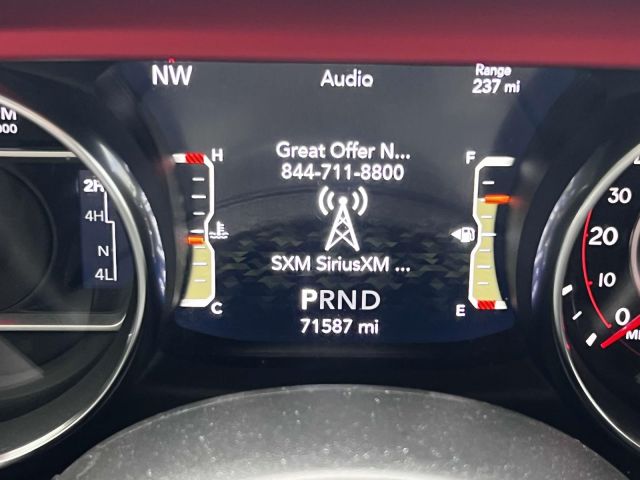 NW
Audio
Range
237 mi
000
2H
4H
N
4L
H
C
Great Offer N...
844-711-8800
SXM SiriusXM ...
PRND
71587 mi
F
E
30
20
10
0